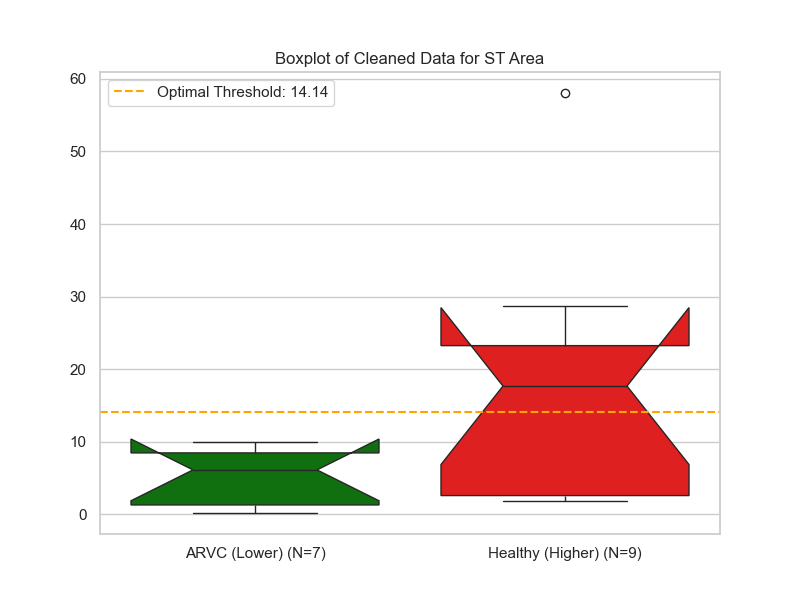 Boxplot of Cleaned Data for ST Area
Optimal Threshold: 14.14
60
50
40
30
20
10
0
ARVC (Lower) (N=7)
Healthy (Higher) (N=9)